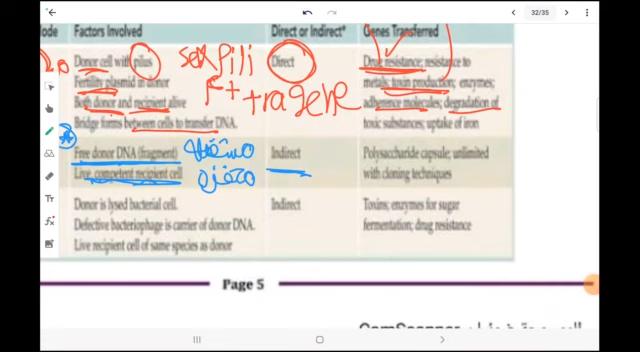 32/35
ode Factors Involved Direct or Indirect* Genes Transferred
Donor cell with pilus sex pili Direct Drug resistance; resistance to
Fertility plasmid in donor F+ tragene metals; toxin production; enzymes;
Both donor and recipient alive adherence molecules; degradation of
Bridge forms between cells to transfer DNA. toxic substances; uptake of iron
Free donor DNA (fragment) Indirect Polysaccharide capsule; unlimited
Live, competent recipient cell with cloning techniques
Donor is lysed bacterial cell. Indirect Toxins; enzymes for sugar
Defective bacteriophage is carrier of donor DNA. fermentation; drug resistance
Live recipient cell of same species as donor
Page 5